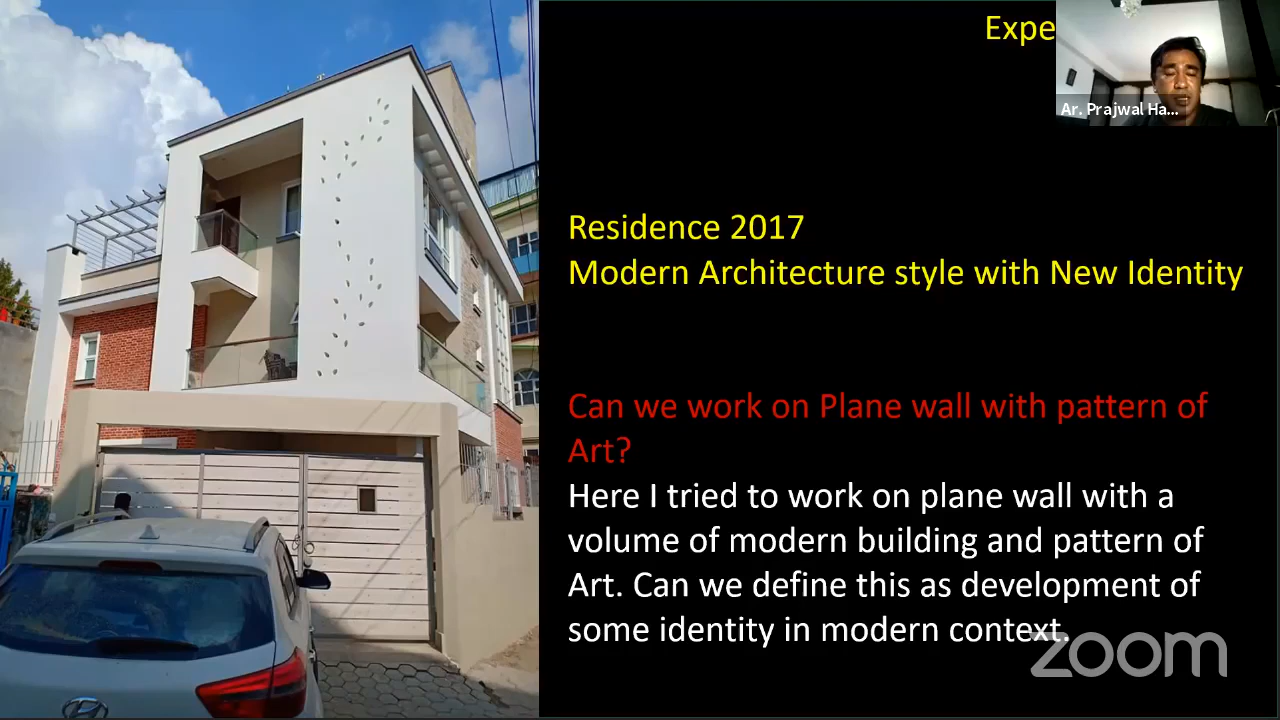 Expe
Ar. Prajwal Ha...
Residence 2017
Modern Architecture style with New Identity
Can we work on Plane wall with pattern of
Art?
Here I tried to work on plane wall with a
volume of modern building and pattern of
Art. Can we define this as development of
some identity in modern context.
zoom